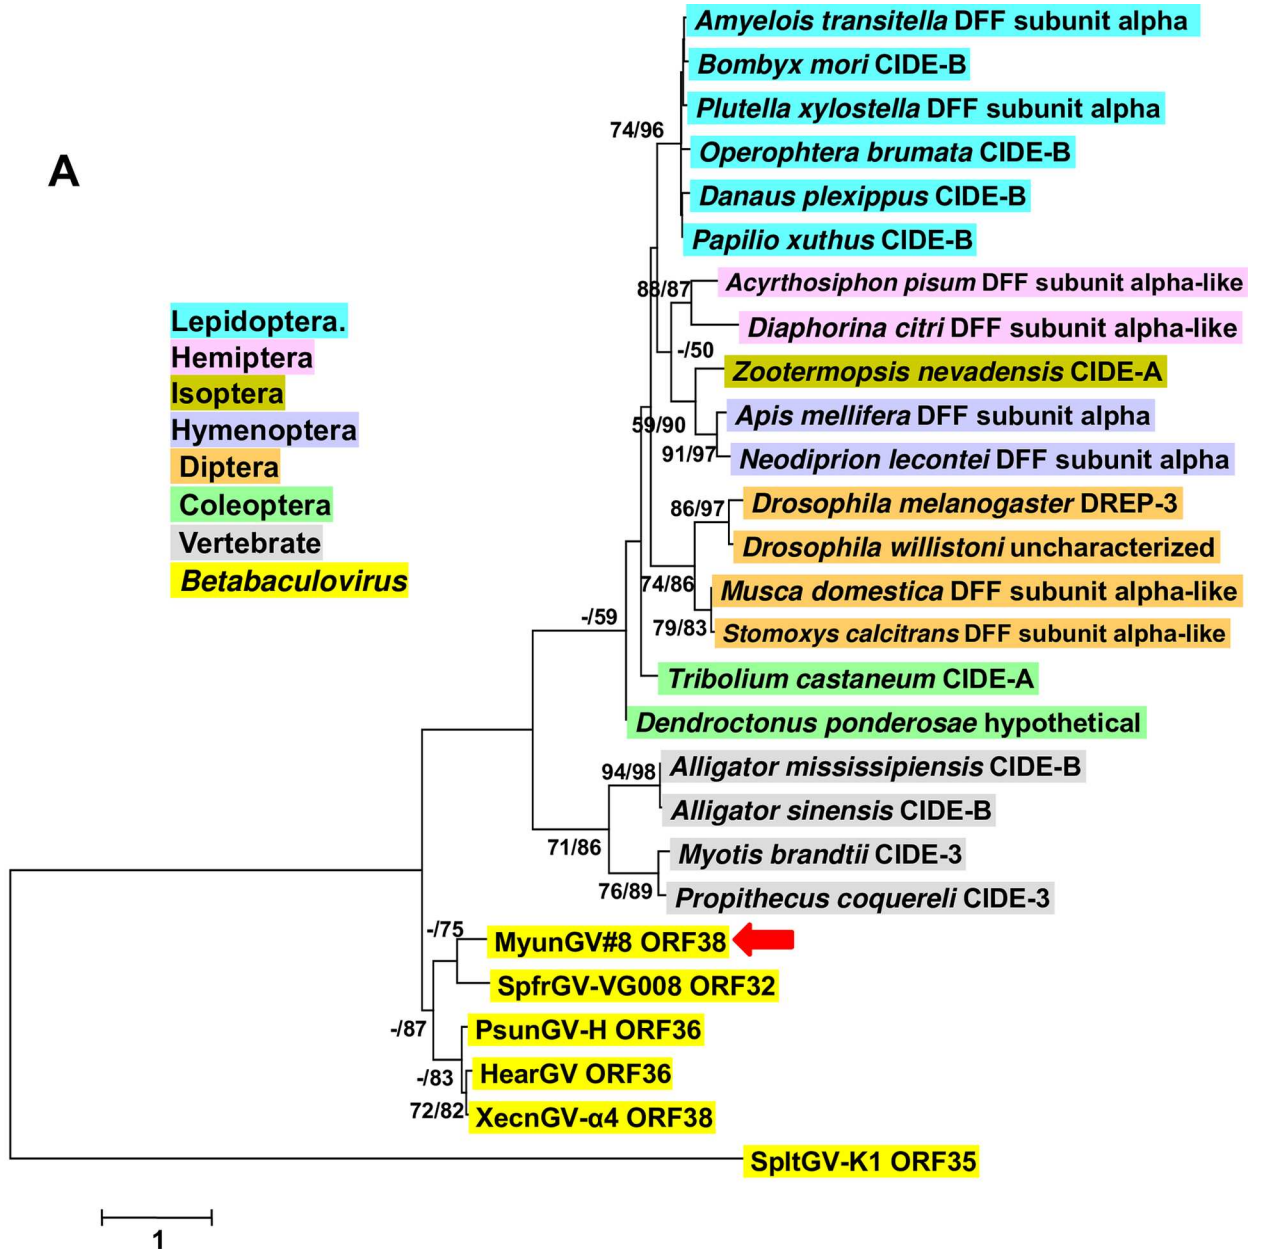 Amyelois transitella DFF subunit alpha
Bombyx mori CIDE-B
Plutella xylostella DFF subunit alpha
74/96
Operophtera brumata CIDE-B
A
Danaus plexippus CIDE-B
Papilio xuthus CIDE-B
88/87
Acyrthosiphon pisum DFF subunit alpha-like
Diaphorina citri DFF subunit alpha-like
-/50
Zootermopsis nevadensis CIDE-A
Apis mellifera DFF subunit alpha
59/90
91/97
Neodiprion lecontei DFF subunit alpha
Lepidoptera.
Hemiptera
Isoptera
Hymenoptera
Diptera
Coleoptera
Vertebrate
Betabaculovirus
86/97
Drosophila melanogaster DREP-3
Drosophila willistoni uncharacterized
74/86
Musca domestica DFF subunit alpha-like
79/83
Stomoxys calcitrans DFF subunit alpha-like
-/59
Tribolium castaneum CIDE-A
Dendroctonus ponderosae hypothetical
94/98
Alligator mississipiensis CIDE-B
Alligator sinensis CIDE-B
71/86
Myotis brandtii CIDE-3
76/89
Propithecus coquereli CIDE-3
-/75
MyunGV#8 ORF38
SpfrGV-VG008 ORF32
-/87
PsunGV-H ORF36
-/83
HearGV ORF36
72/82
XecnGV-α4 ORF38
SpltGV-K1 ORF35
1